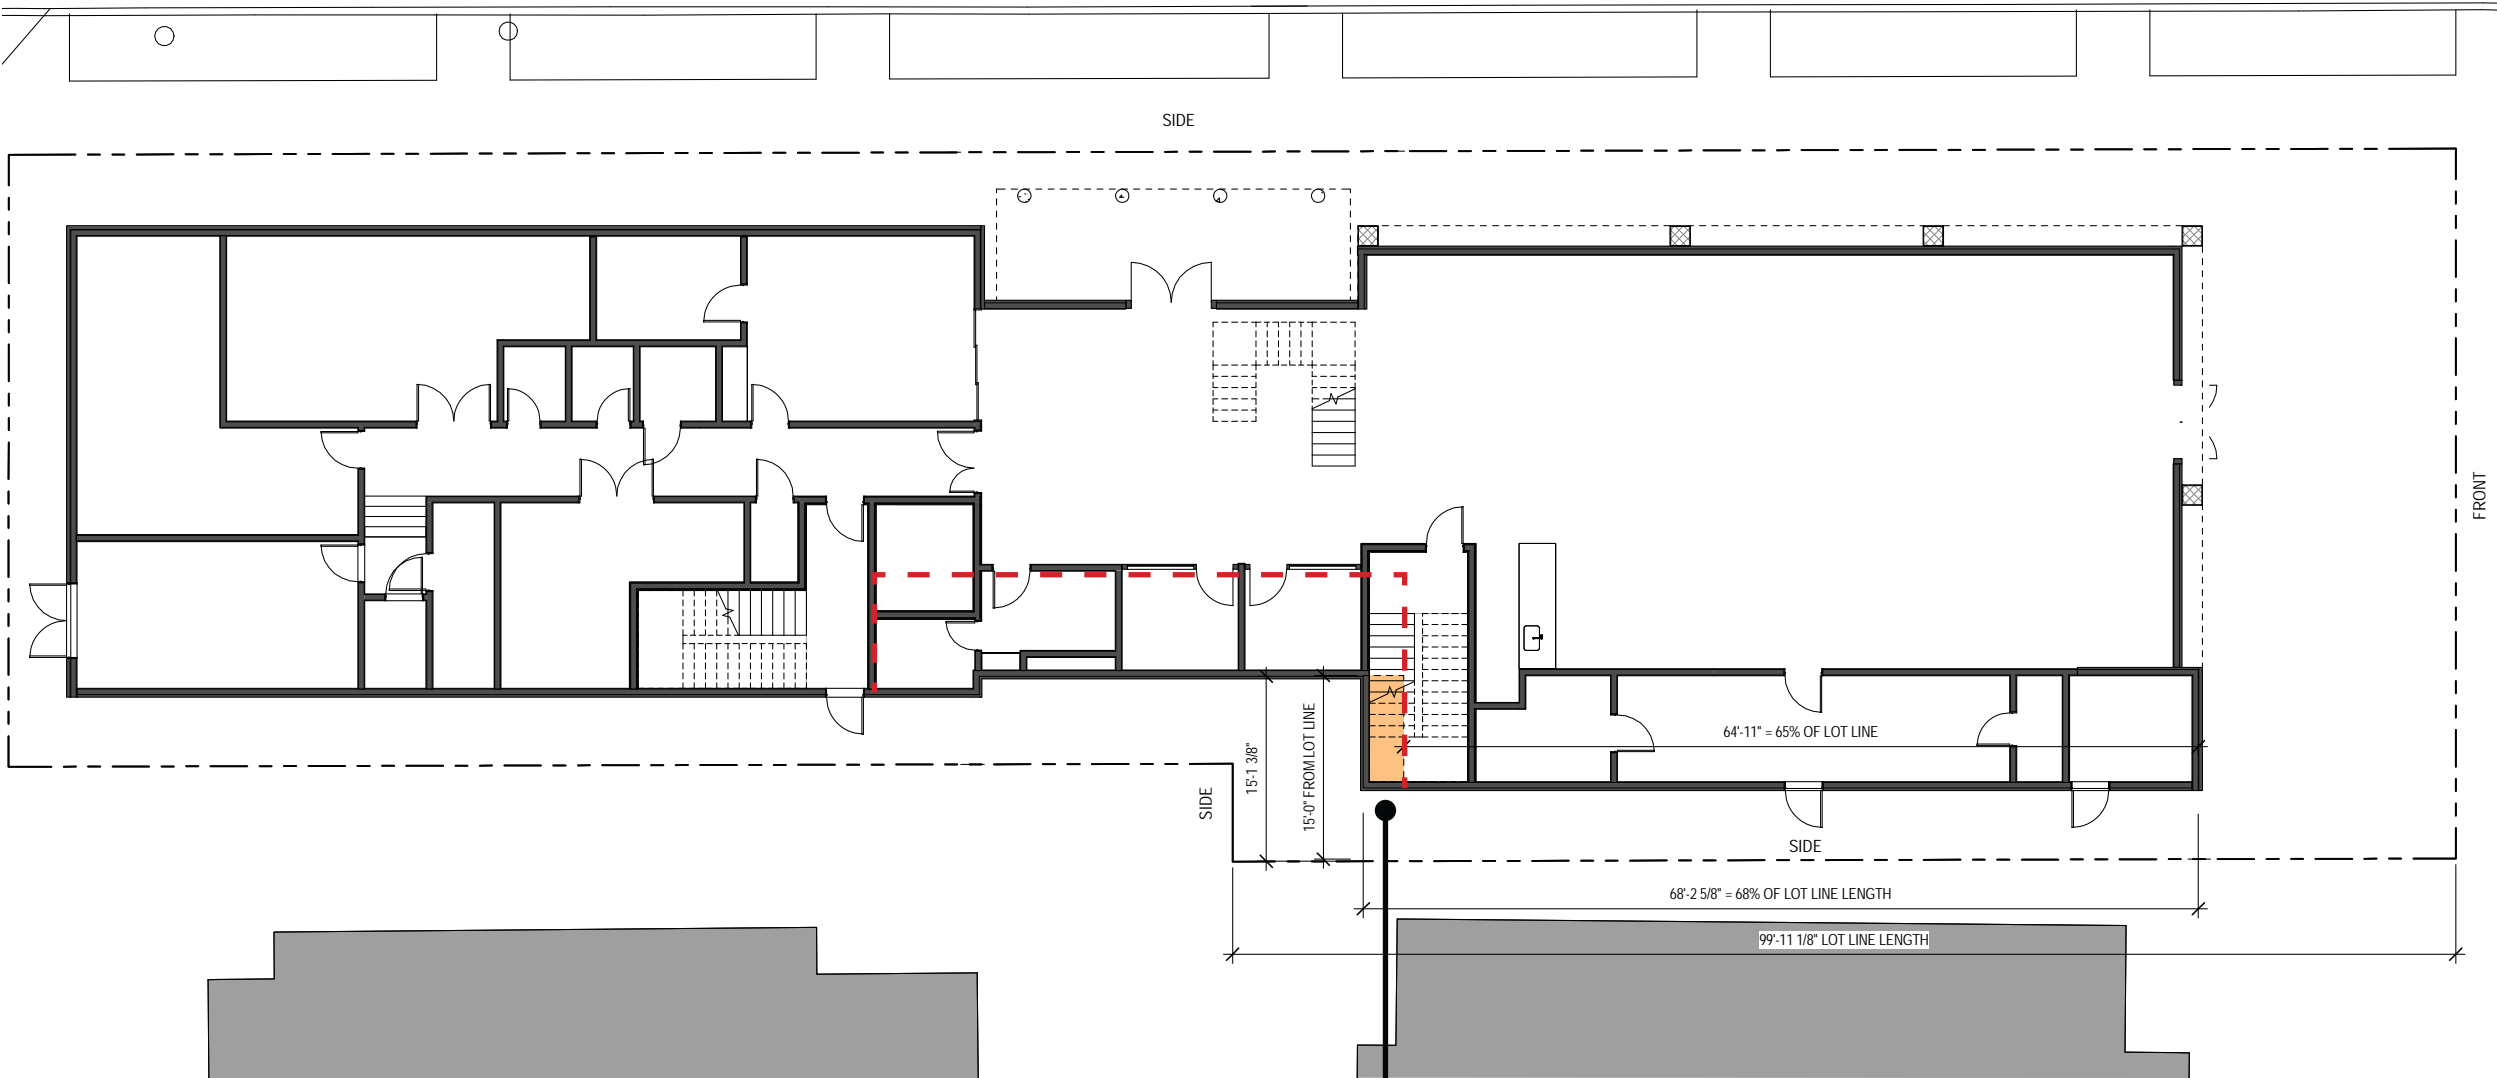 SIDE
FRONT
64'-11" = 65% OF LOT LINE
15'-1 3/8"
15'-0" FROM LOT LINE
SIDE
SIDE
68'-2 5/8" = 68% OF LOT LINE LENGTH
99'-11 1/8" LOT LINE LENGTH